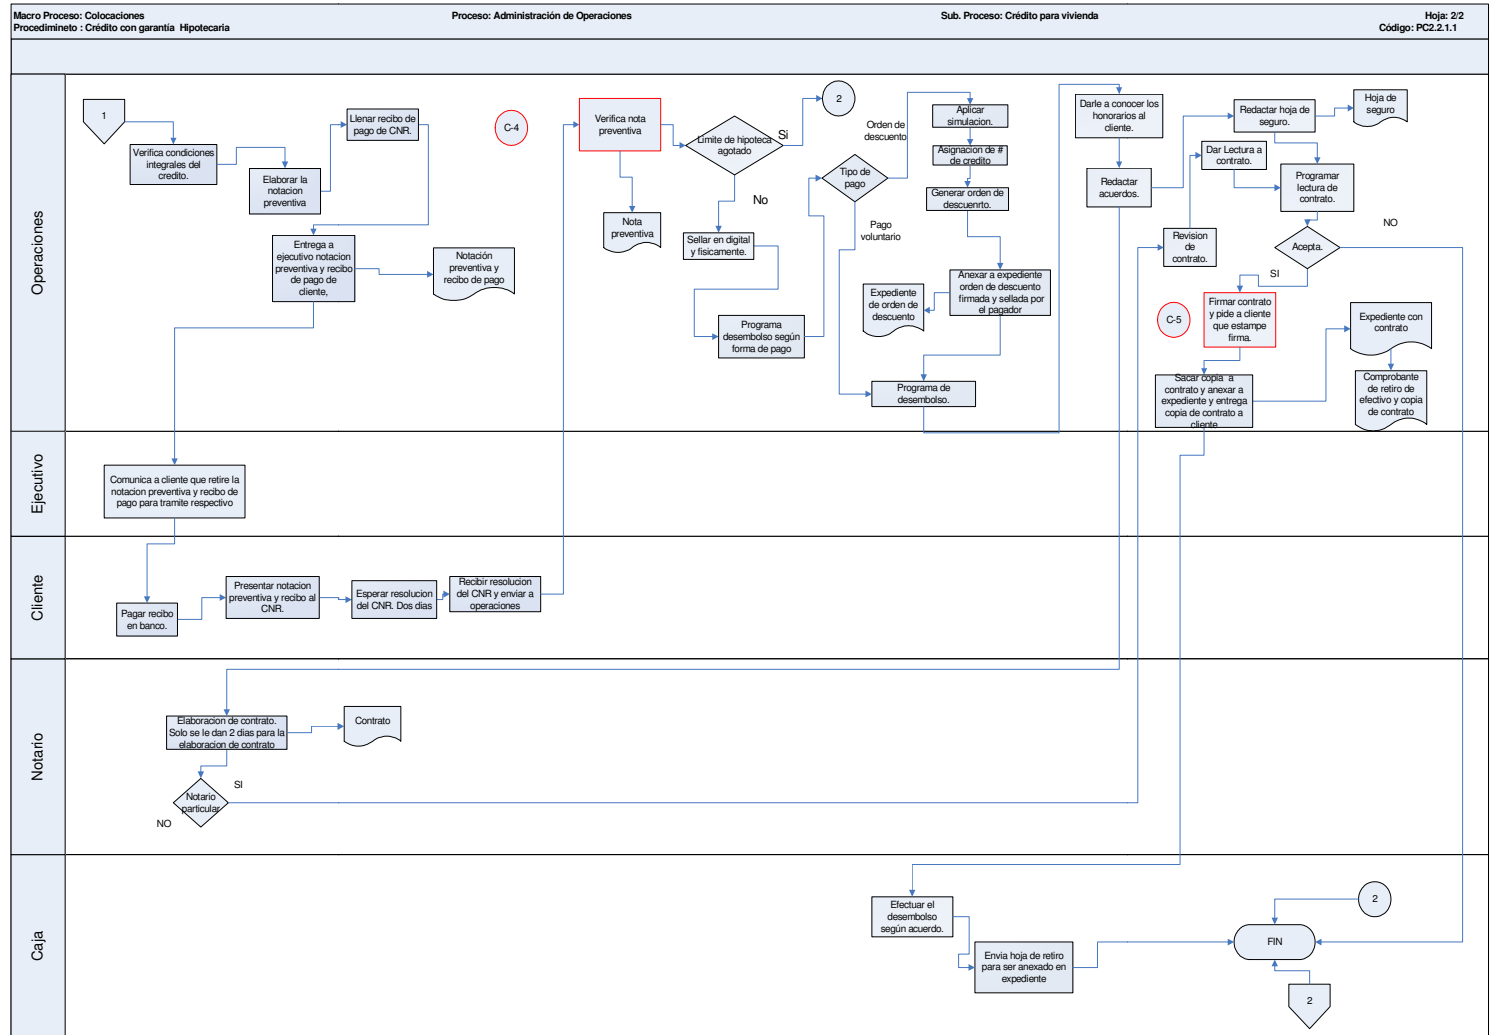 Macro Proceso: Colocaciones
Procedimineto : Crédito con garantía Hipotecaria
Proceso: Administración de Operaciones
Sub. Proceso: Crédito para vivienda
Hoja: 2/2
Código: PC2.2.1.1
Operaciones
1
Verifica condiciones
integrales del
credito.
Elaborar la
notacion
preventiva
Llenar recibo de
pago de CNR.
Entrega a
ejecutivo notacion
preventiva y recibo
de pago de
cliente,
Notación
preventiva y
recibo de pago
C-4
Verifica nota
preventiva
Nota
preventiva
Limite de hipoteca
agotado
Si
2
No
Sellar en digital
y fisicamente.
Programa
desembolso según
forma de pago
Tipo de
pago
Orden de
descuento
Pago
voluntario
Aplicar
simulacion.
Asignacion de #
de credito
Generar orden de
descuenrto.
Anexar a expediente
orden de descuento
firmada y sellada por
el pagador
Expediente
de orden de
descuento
Programa de
desembolso.
Darle a conocer los
honorarios al
cliente.
Redactar
acuerdos.
Redactar hoja de
seguro.
Hoja de
seguro
Dar Lectura a
contrato.
Programar
lectura de
contrato.
Revision
de
contrato.
Acepta.
NO
SI
C-5
Firmar contrato
y pide a cliente
que estampe
firma.
Sacar copia a
contrato y anexar a
expediente y entrega
copia de contrato a
cliente
Expediente con
contrato
Comprobante
de retiro de
efectivo y copia
de contrato
Ejecutivo
Comunica a cliente que retire la
notacion preventiva y recibo de
pago para tramite respectivo
Cliente
Pagar recibo
en banco.
Presentar notacion
preventiva y recibo al
CNR.
Esperar resolucion
del CNR. Dos dias
Recibir resolucion
del CNR y enviar a
operaciones
Notario
Elaboracion de contrato.
Solo se le dan 2 dias para la
elaboracion de contrato
Contrato
Notario
particular
SI
NO
Caja
Efectuar el
desembolso
según acuerdo.
Envia hoja de retiro
para ser anexado en
expediente
2
FIN
2